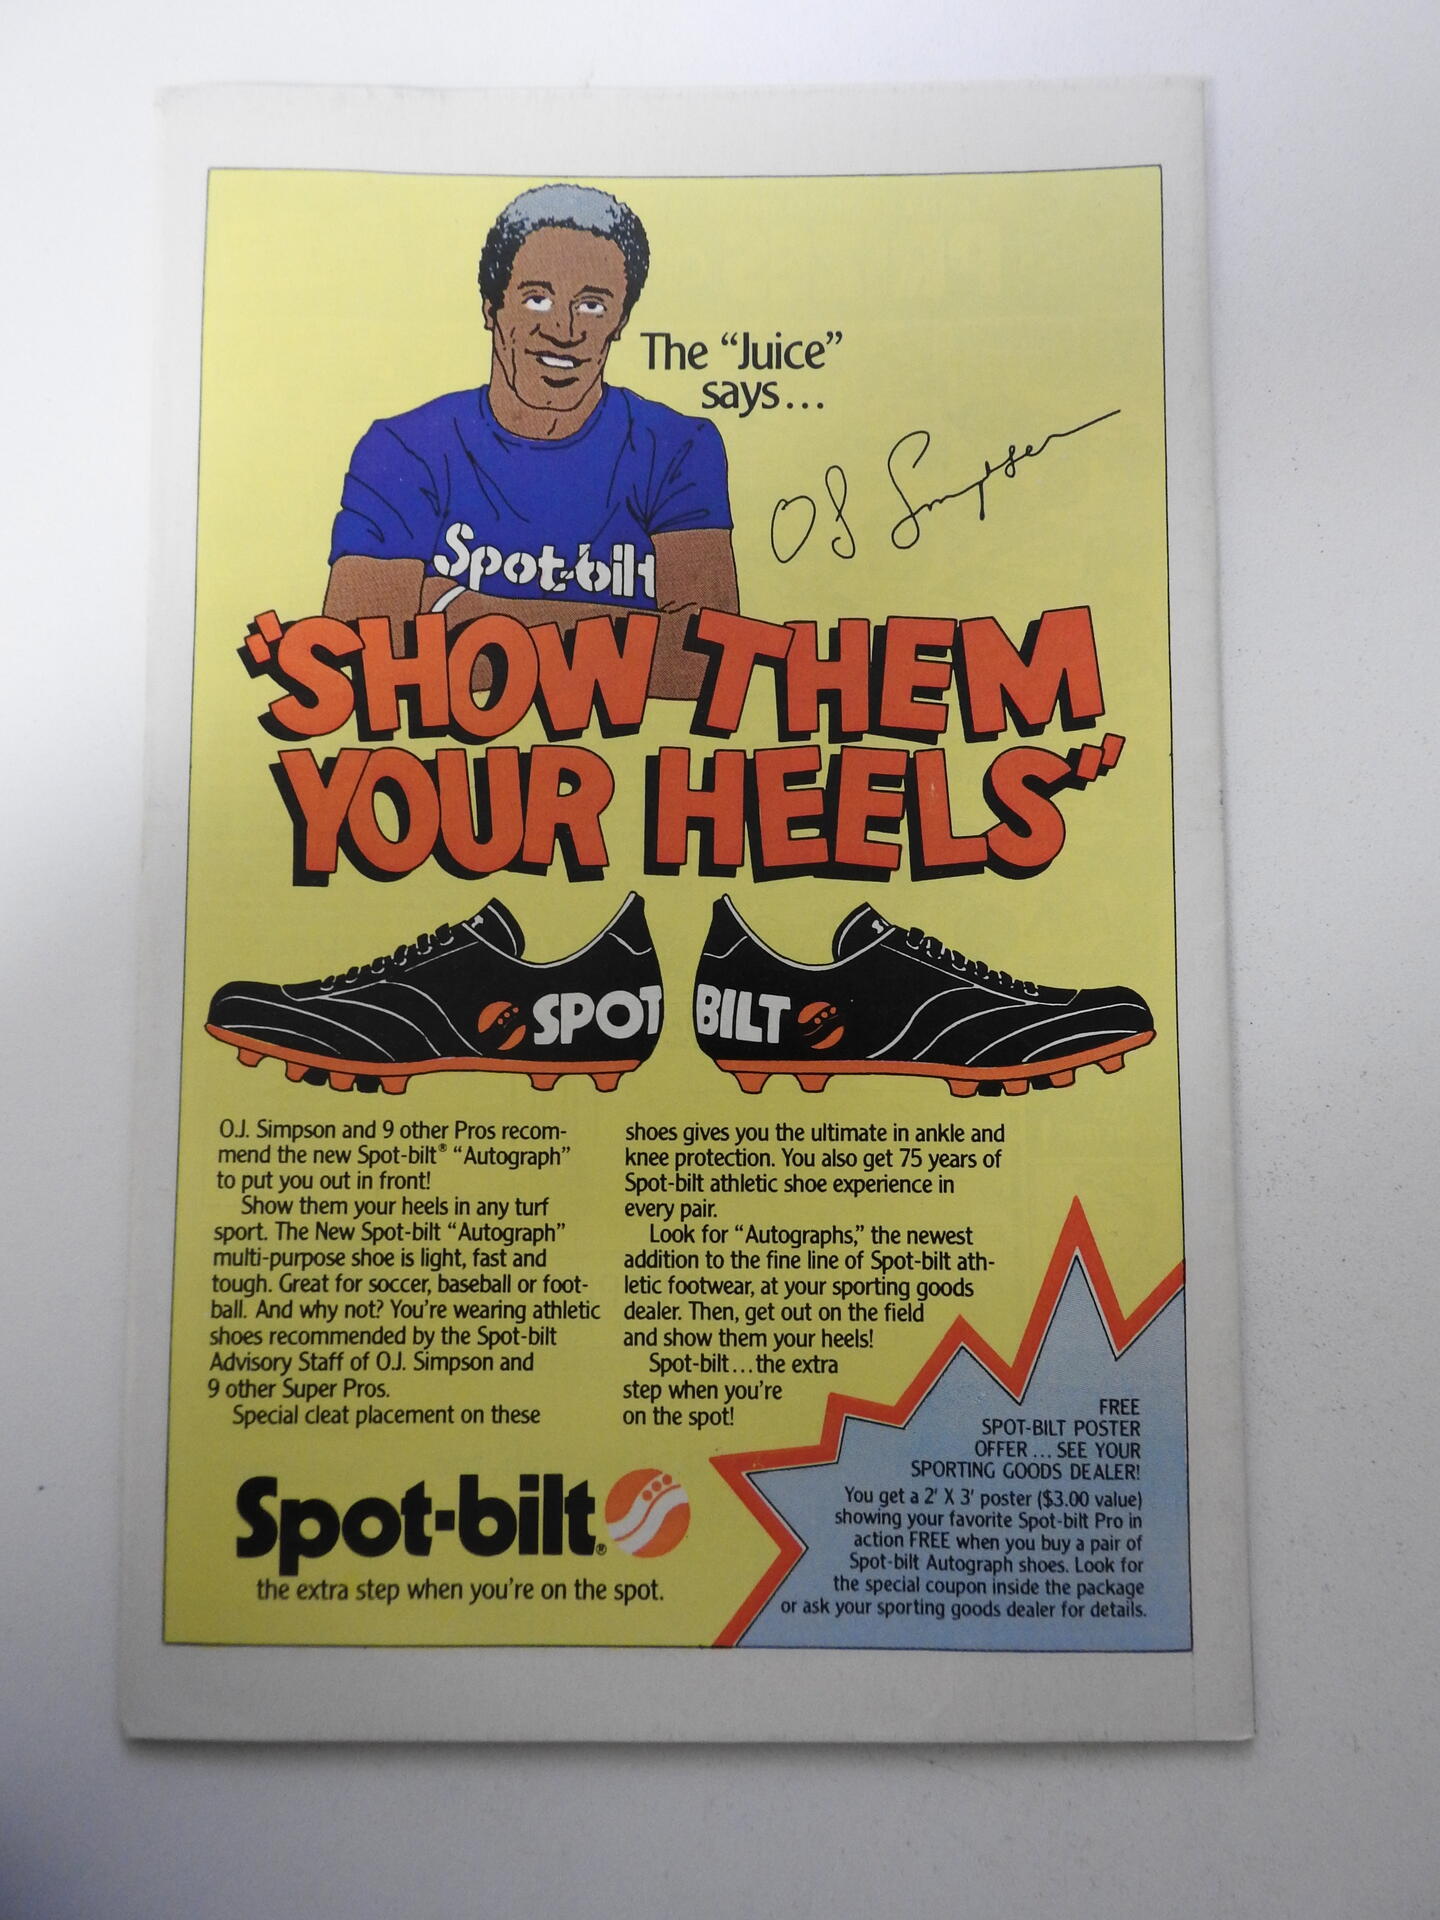 The “Juice”
says...
OJ Simpson
Spot-bilt
“SHOW THEM
YOUR HEELS”
SPOT BILT
O.J. Simpson and 9 other Pros recom-
mend the new Spot-bilt® “Autograph”
to put you out in front!
Show them your heels in any turf
sport. The New Spot-bilt “Autograph”
multi-purpose shoe is light, fast and
tough. Great for soccer, baseball or foot-
ball. And why not? You’re wearing athletic
shoes recommended by the Spot-bilt
Advisory Staff of O.J. Simpson and
9 other Super Pros.
Special cleat placement on these
shoes gives you the ultimate in ankle and
knee protection. You also get 75 years of
Spot-bilt athletic shoe experience in
every pair.
Look for “Autographs,” the newest
addition to the fine line of Spot-bilt ath-
letic footwear, at your sporting goods
dealer. Then, get out on the field
and show them your heels!
Spot-bilt...the extra
step when you’re
on the spot!
Spot-bilt®
the extra step when you’re on the spot.
FREE
SPOT-BILT POSTER
OFFER ... SEE YOUR
SPORTING GOODS DEALER!
You get a 2' X 3' poster ($3.00 value)
showing your favorite Spot-bilt Pro in
action FREE when you buy a pair of
Spot-bilt Autograph shoes. Look for
the special coupon inside the package
or ask your sporting goods dealer for details.